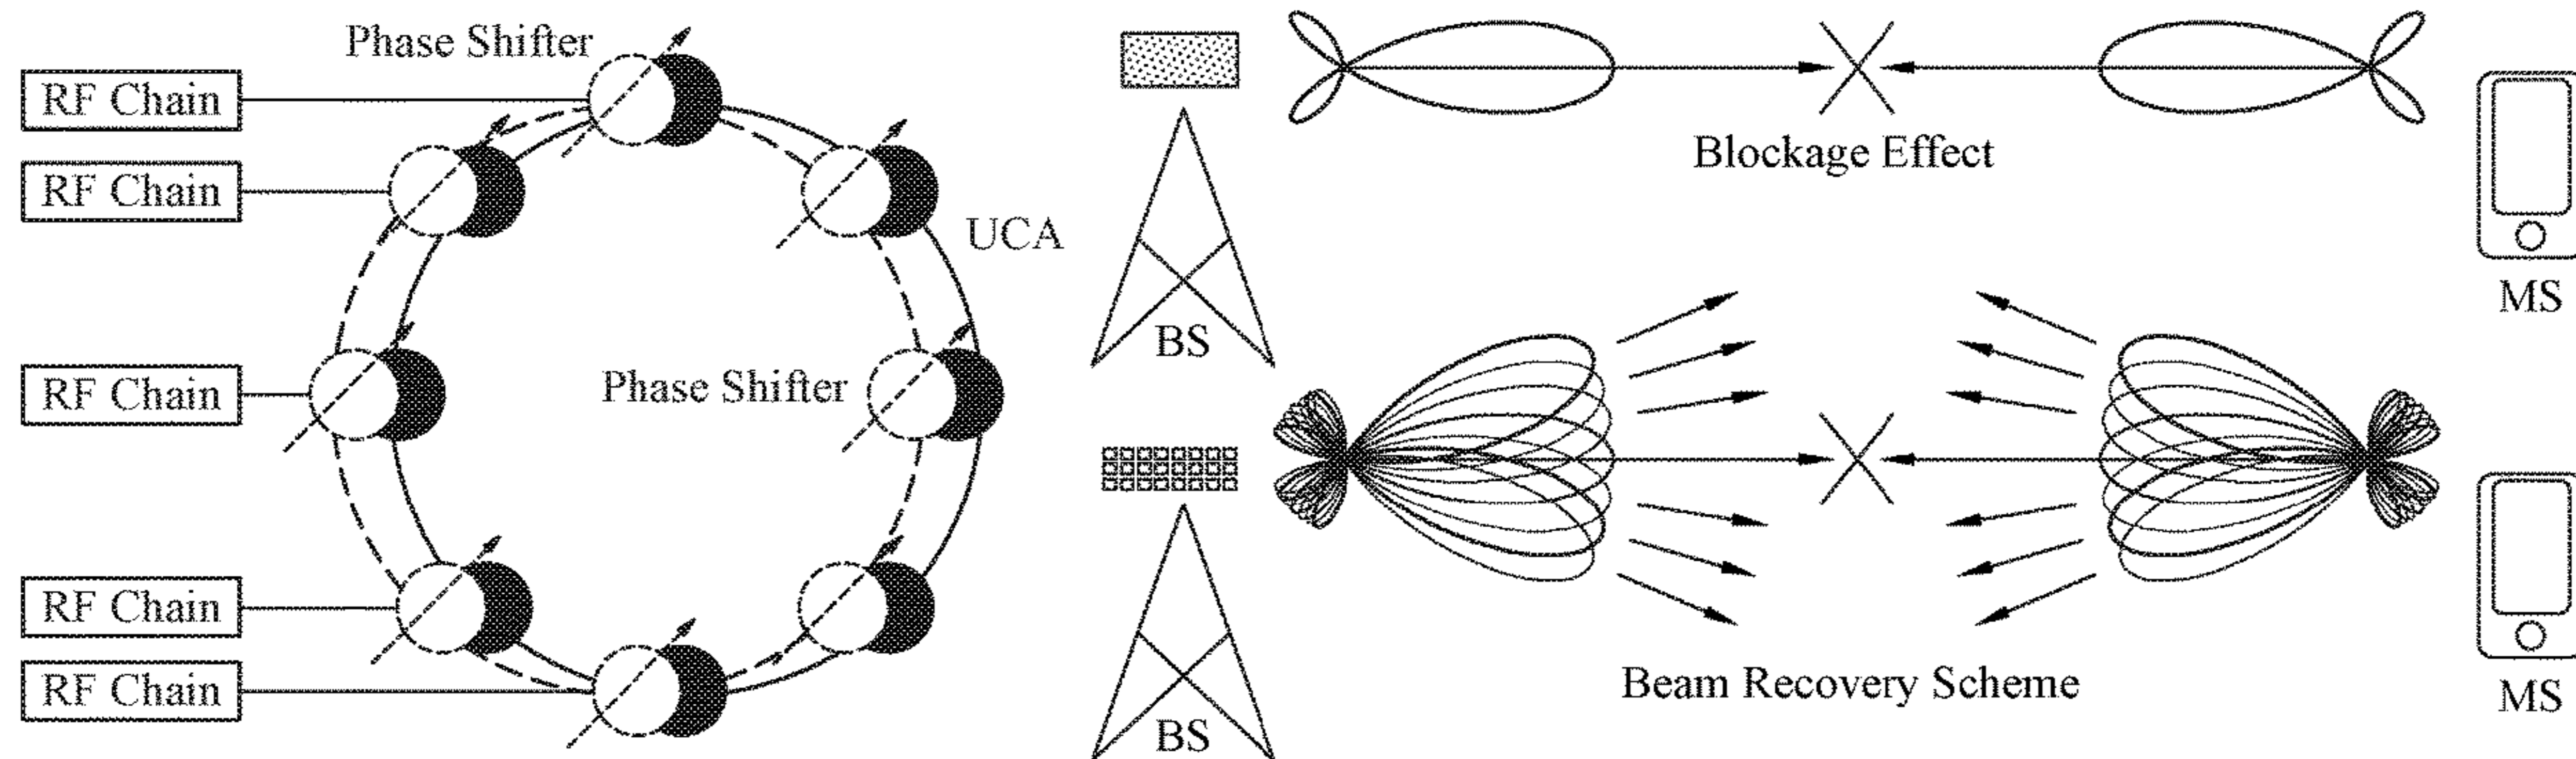 Phase Shifter
RF Chain
RF Chain
UCA
RF Chain
Phase Shifter
RF Chain
RF Chain
Blockage Effect
BS
MS
Beam Recovery Scheme
BS
MS